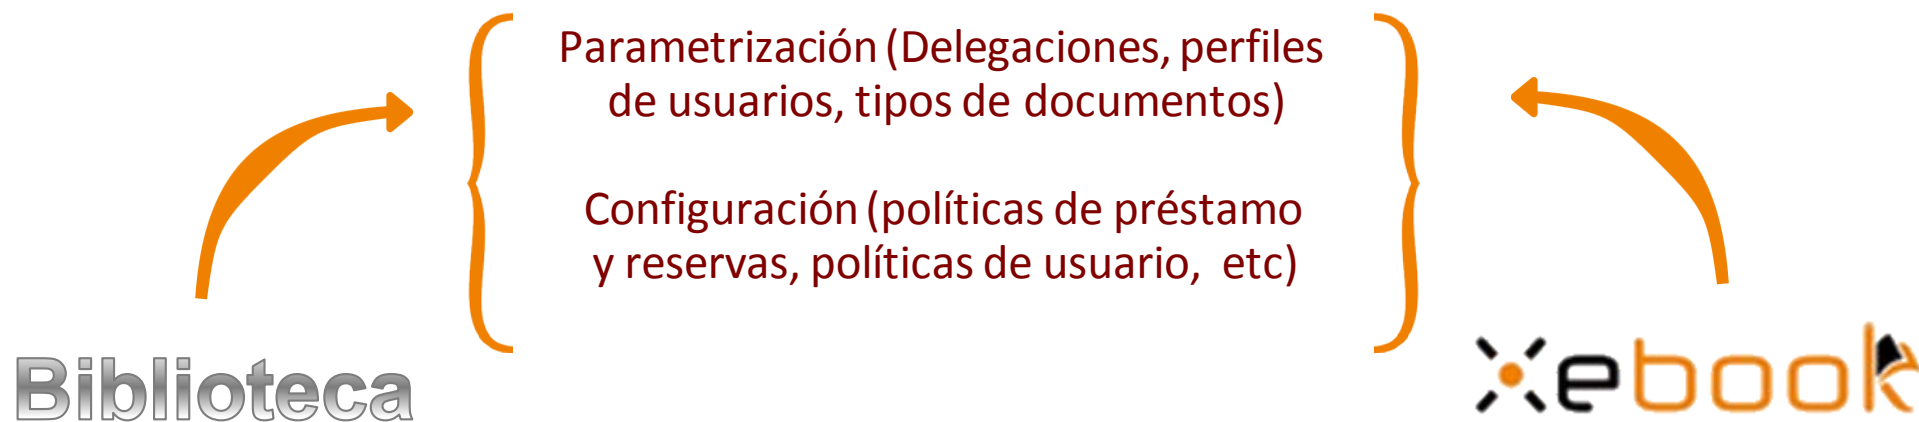 Parametrización (Delegaciones, perfiles
de usuarios, tipos de documentos)
Configuración (políticas de préstamo
y reservas, políticas de usuario, etc)
Biblioteca
Xebook